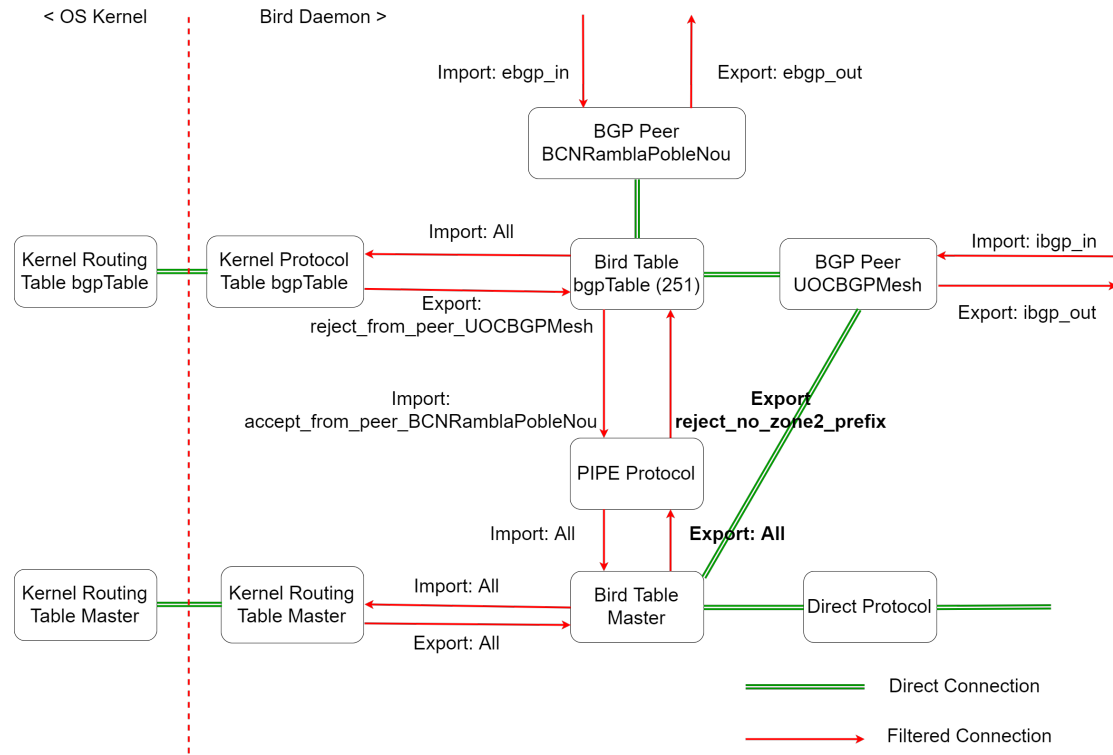 < OS Kernel
Bird Daemon >
Import: ebgp_in
Export: ebgp_out
BGP Peer
BCNRamblaPobleNou
Kernel Routing
Table bgpTable
Kernel Protocol
Table bgpTable
Import: All
Export:
reject_from_peer_UOCBGPMesh
Bird Table
bgpTable (251)
BGP Peer
UOCBGPMesh
Import: ibgp_in
Export: ibgp_out
Import:
accept_from_peer_BCNRamblaPobleNou
Export
reject_no_zone2_prefix
PIPE Protocol
Import: All
Export: All
Kernel Routing
Table Master
Kernel Routing
Table Master
Import: All
Export: All
Bird Table
Master
Direct Protocol
Direct Connection
Filtered Connection